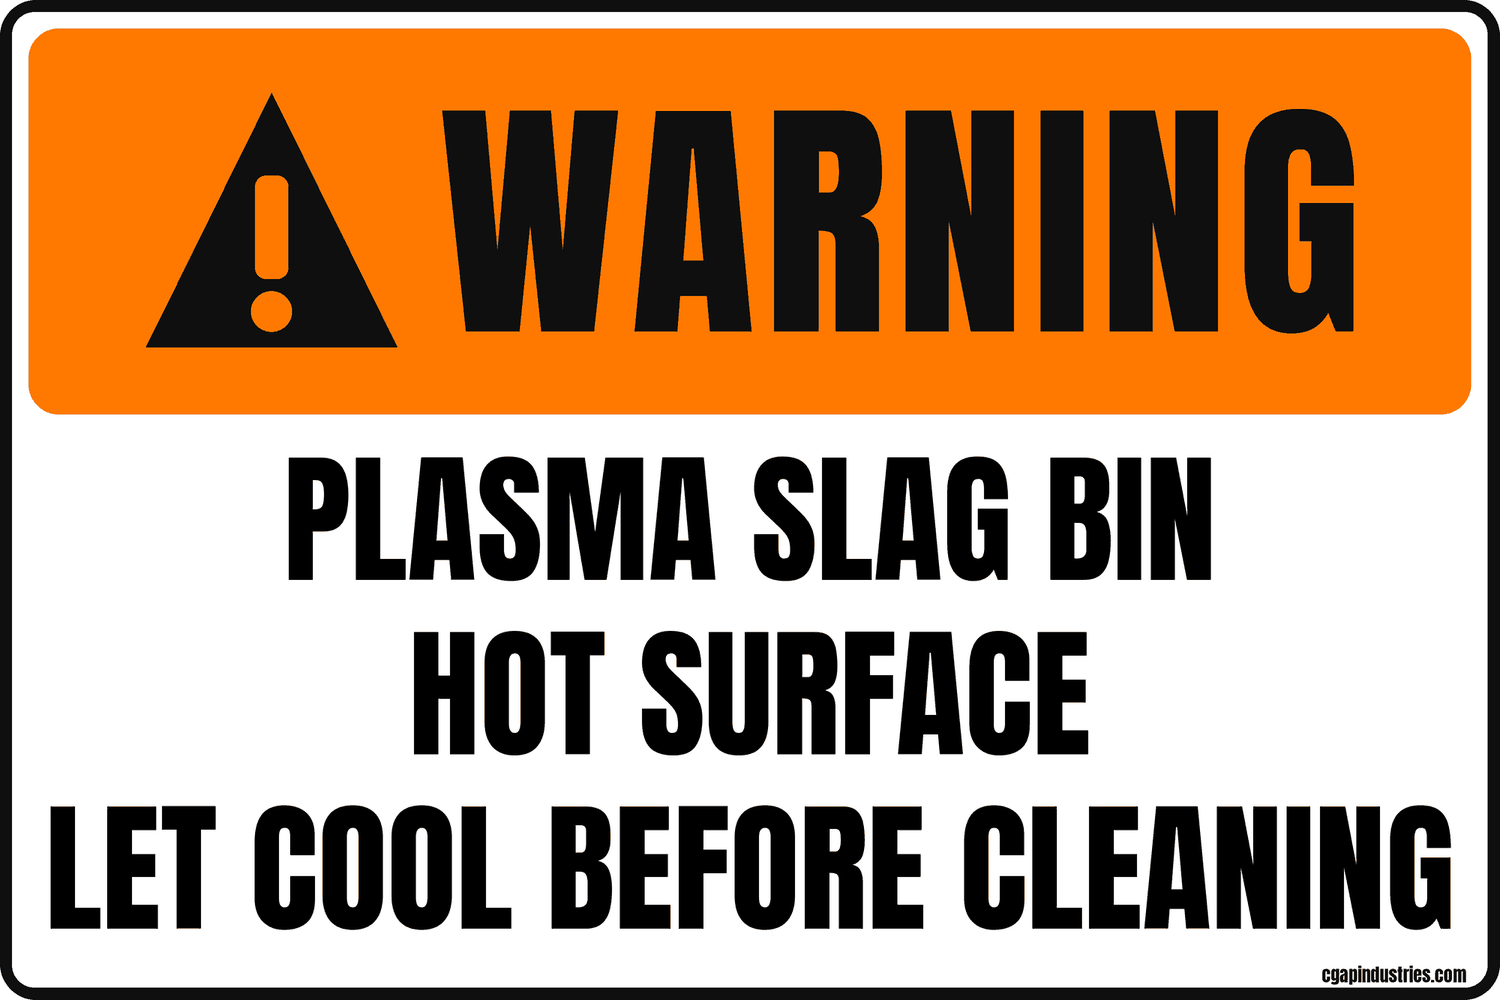 WARNING
PLASMA SLAG BIN
HOT SURFACE
LET COOL BEFORE CLEANING
cgapindustries.com